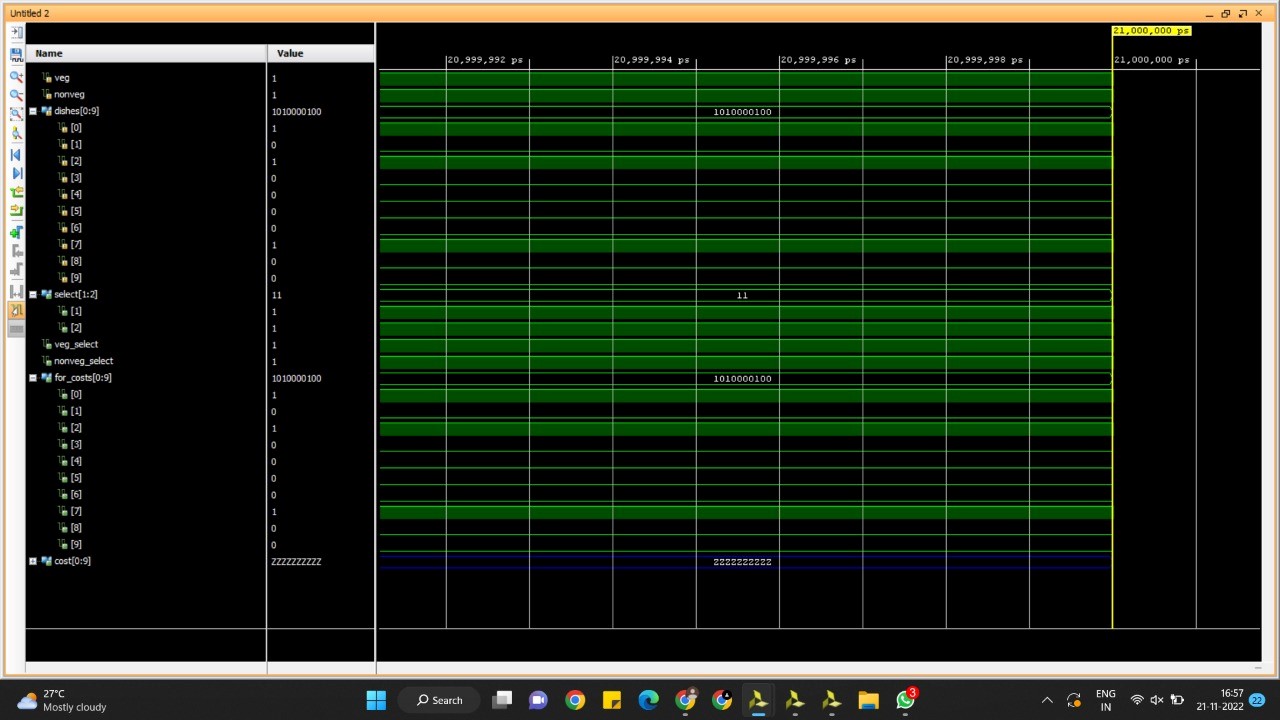 Untitled 2
21,000,000 ps
Name Value
20,999,992 ps 20,999,994 ps 20,999,996 ps 20,999,998 ps 21,000,000 ps
veg 1
nonveg 1
dishes[0:9] 1010000100 1010000100
[0] 1
[1] 0
[2] 1
[3] 0
[4] 0
[5] 0
[6] 0
[7] 1
[8] 0
[9] 0
select[1:2] 11 11
[1] 1
[2] 1
veg_select 1
nonveg_select 1
for_costs[0:9] 1010000100 1010000100
[0] 1
[1] 0
[2] 1
[3] 0
[4] 0
[5] 0
[6] 0
[7] 1
[8] 0
[9] 0
cost[0:9] ZZZZZZZZZZ ZZZZZZZZZZ
27°C
Mostly cloudy
Search
3
ENG
IN
16:57
21-11-2022
22